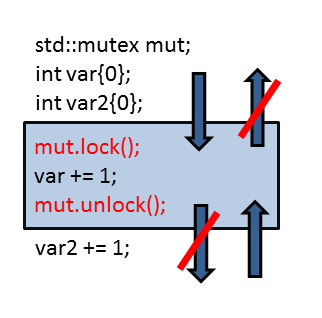 std::mutex mut;
int var{0};
int var2{0};
mut.lock();
var += 1;
mut.unlock();
var2 += 1;